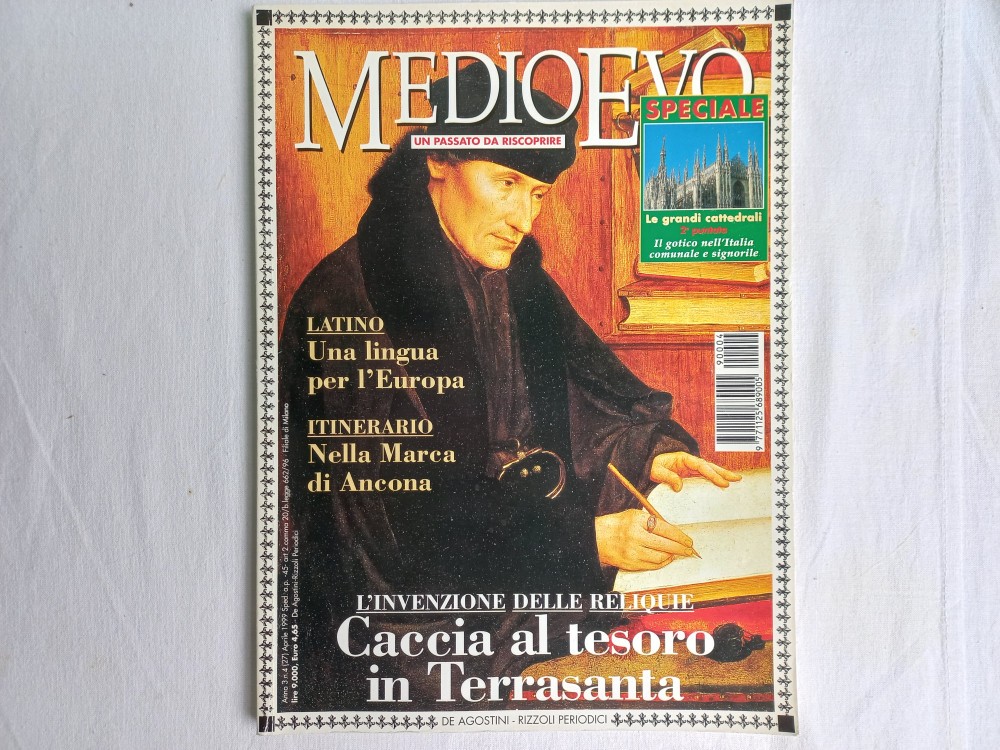 MEDIOEVO
UN PASSATO DA RISCOPRIRE
SPECIALE
Le grandi cattedrali
2ª puntata
Il gotico nell'Italia
comunale e signorile
LATINO
Una lingua
per l'Europa
ITINERARIO
Nella Marca
di Ancona
90004
9 771125 689005
L'INVENZIONE DELLE RELIQUIE
Caccia al tesoro
in Terrasanta
Anno 3 n.4 (27) Aprile 1999 Sped. a.p. -45- art 2 comma 20/b legge 662/96 - Filiale di Milano
lire 9.000, Euro 4,65 - De Agostini-Rizzoli Periodici
DE AGOSTINI - RIZZOLI PERIODICI